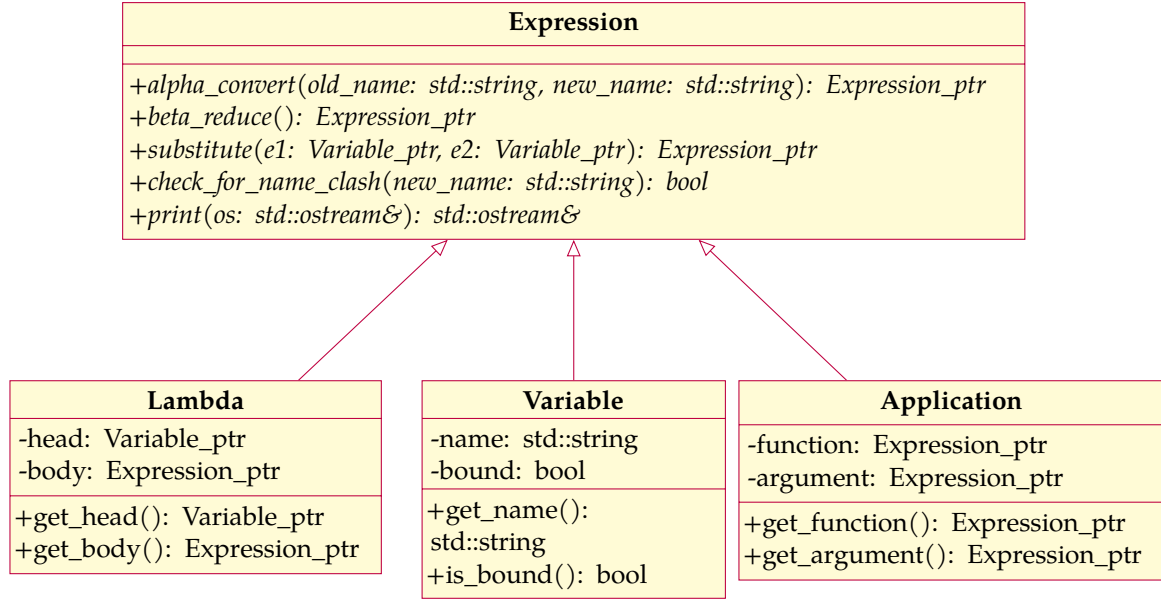 Expression
+alpha_convert(old_name: std::string, new_name: std::string): Expression_ptr
+beta_reduce(): Expression_ptr
+substitute(e1: Variable_ptr, e2: Variable_ptr): Expression_ptr
+check_for_name_clash(new_name: std::string): bool
+print(os: std::ostream&): std::ostream&
Lambda
-head: Variable_ptr
-body: Expression_ptr
+get_head(): Variable_ptr
+get_body(): Expression_ptr
Variable
-name: std::string
-bound: bool
+get_name():
std::string
+is_bound(): bool
Application
-function: Expression_ptr
-argument: Expression_ptr
+get_function(): Expression_ptr
+get_argument(): Expression_ptr